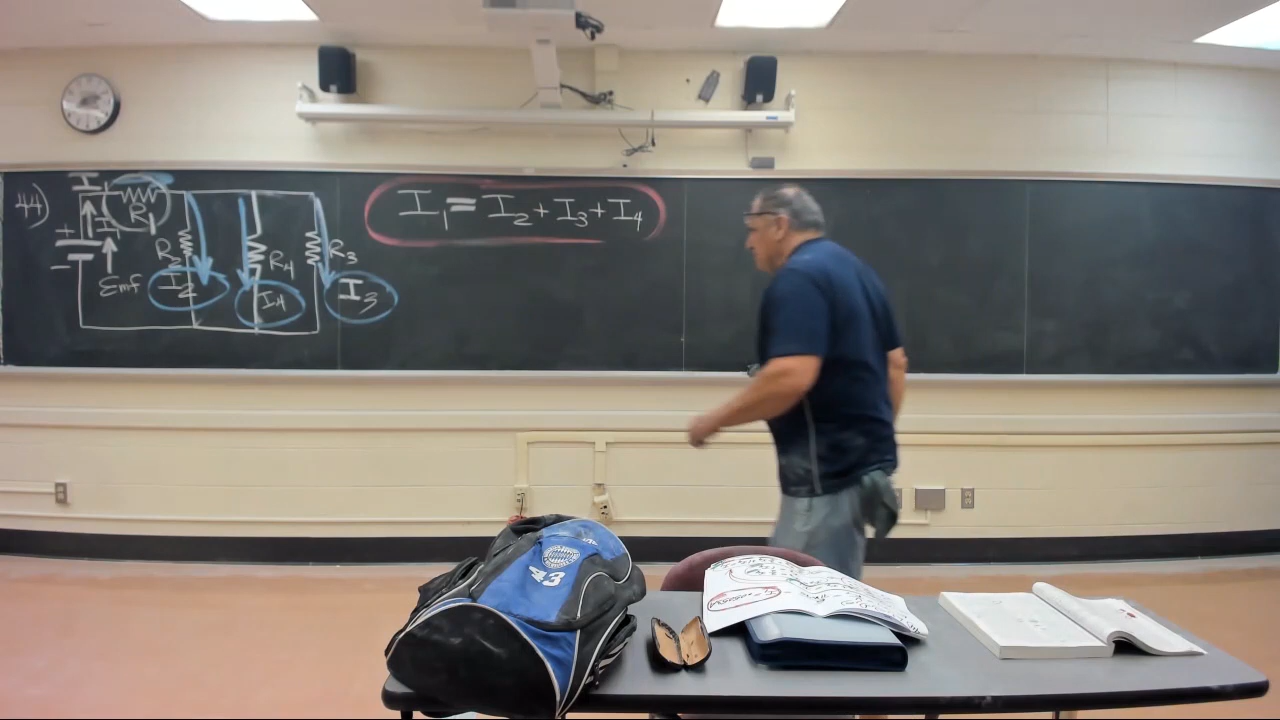 44)
I
R1
I1
+
-
Emf
R2
I2
R4
I4
R3
I3
I1 = I2 + I3 + I4
43